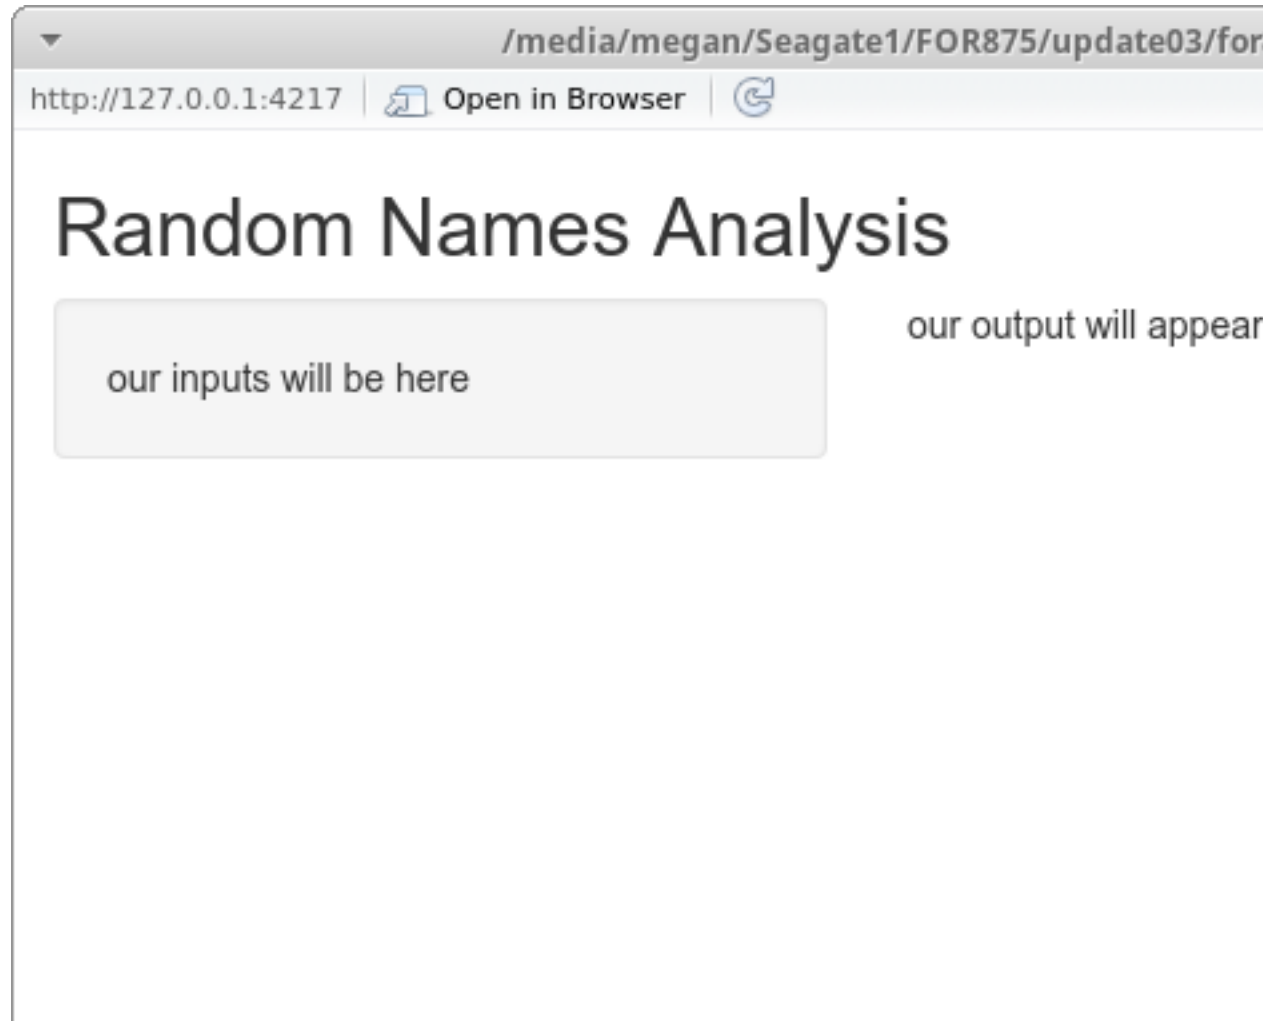 /media/megan/Seagate1/FOR875/update03/for
http://127.0.0.1:4217 Open in Browser
Random Names Analysis
our inputs will be here
our output will appear